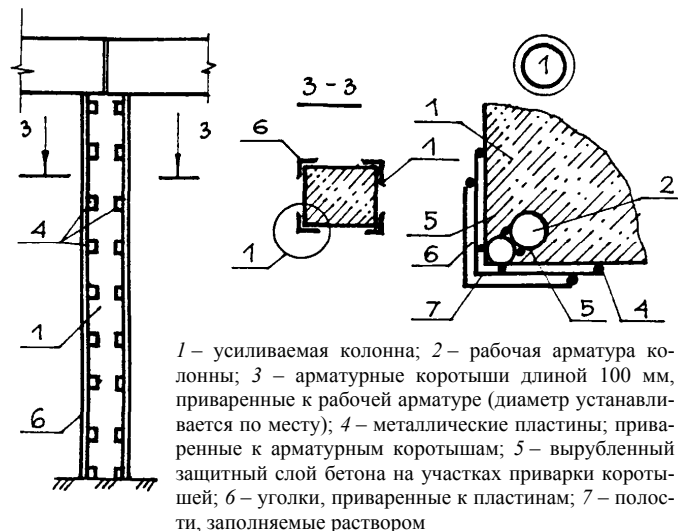 3 – 3
1
3
3
6
1
1
2
4
5
6
1
1
7
5
4
6
1 – усиливаемая колонна; 2 – рабочая арматура ко-
лонны; 3 – арматурные коротыши длиной 100 мм,
приваренные к рабочей арматуре (диаметр устанавли-
вается по месту); 4 – металлические пластины; прива-
ренные к арматурным коротышам; 5 – вырубленный
защитный слой бетона на участках приварки короты-
шей; 6 – уголки, приваренные к пластинам; 7 – полос-
ти, заполняемые раствором